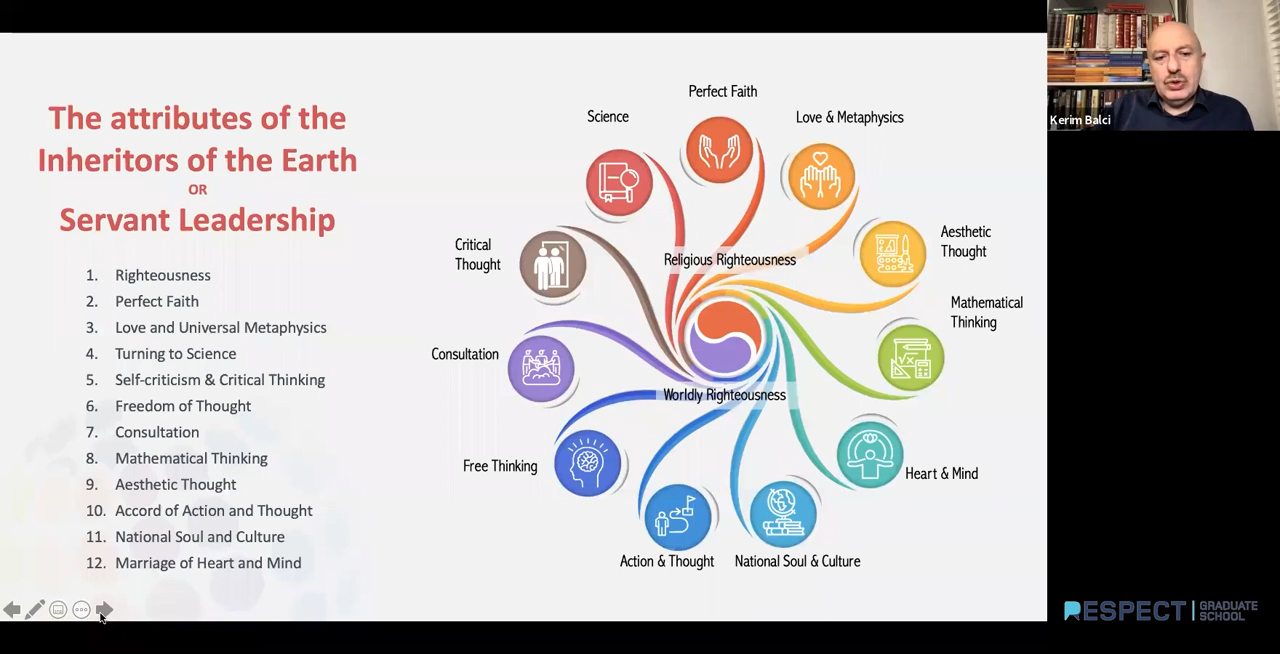 The attributes of the
Inheritors of the Earth
OR
Servant Leadership
1. Righteousness
2. Perfect Faith
3. Love and Universal Metaphysics
4. Turning to Science
5. Self-criticism & Critical Thinking
6. Freedom of Thought
7. Consultation
8. Mathematical Thinking
9. Aesthetic Thought
10. Accord of Action and Thought
11. National Soul and Culture
12. Marriage of Heart and Mind
Perfect Faith
Science
Love & Metaphysics
Critical
Thought
Aesthetic
Thought
Religious Righteousness
Mathematical
Thinking
Consultation
Worldly Righteousness
Free Thinking
Heart & Mind
Action & Thought
National Soul & Culture
Kerim Balci
RESPECT
GRADUATE
SCHOOL